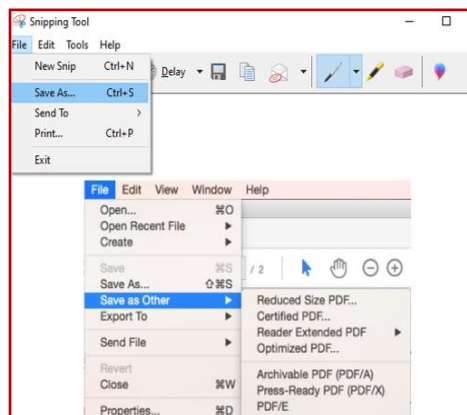 Snipping Tool
File Edit Tools Help
New Snip Ctrl+N
Delay
Save As... Ctrl+S
Send To >
Print... Ctrl+P
Exit
File Edit View Window Help
Open... ⌘O
Open Recent File ▶
Create ▶
Save ⌘S
/ 2
Save As... ⇧⌘S
Save as Other ▶
Reduced Size PDF...
Export To ▶
Certified PDF...
Reader Extended PDF ▶
Send File ▶
Optimized PDF...
Revert
Archivable PDF (PDF/A)
Close ⌘W
Press-Ready PDF (PDF/X)
Properties... ⌘D
PDF/E